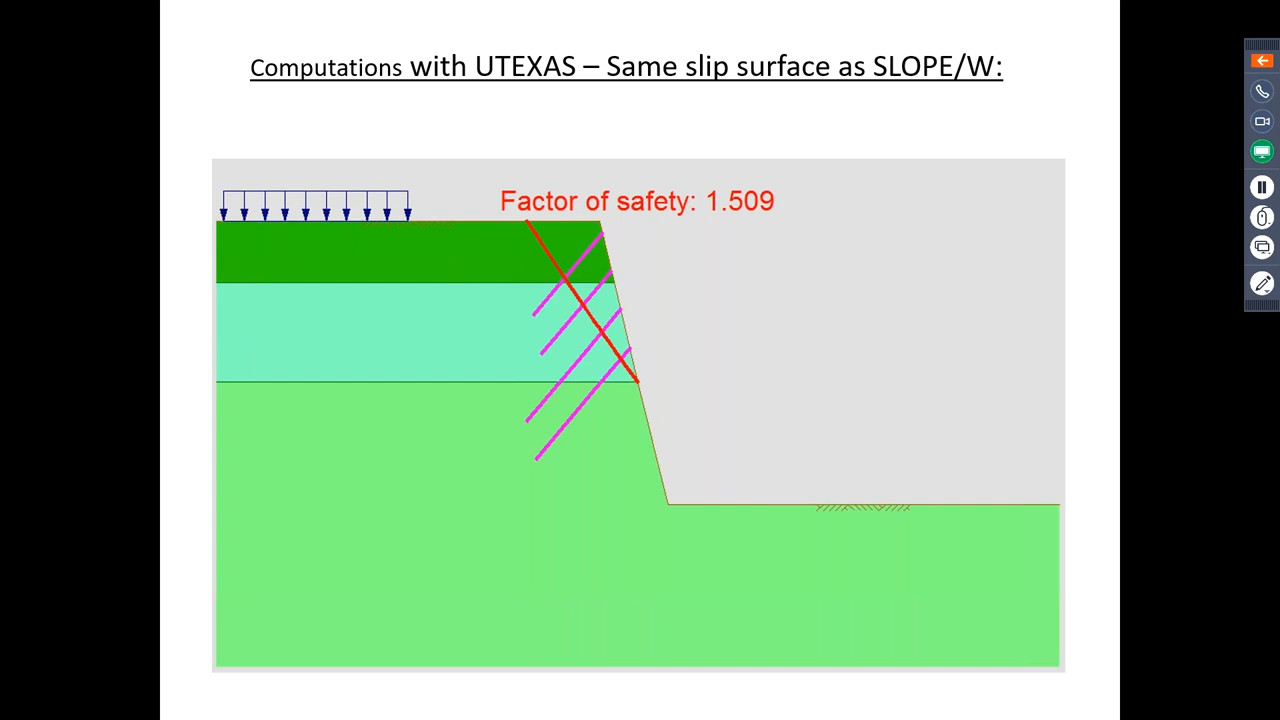 Computations with UTEXAS – Same slip surface as SLOPE/W:
Factor of safety: 1.509